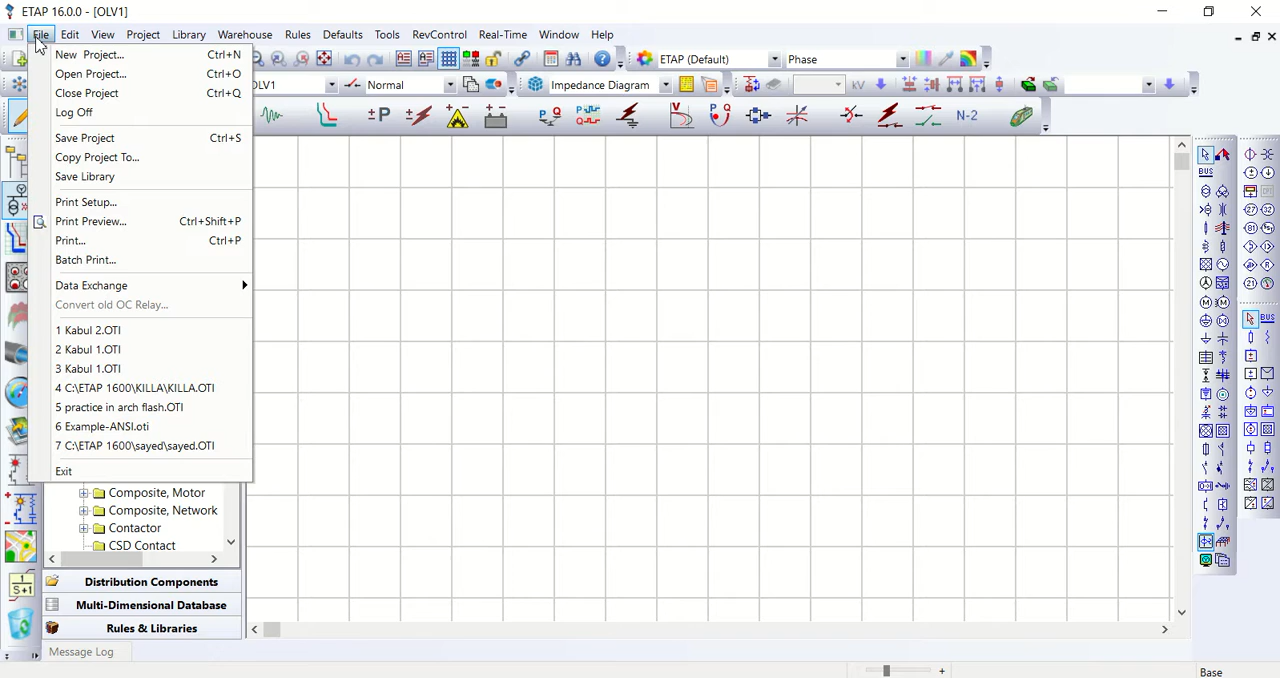 ETAP 16.0.0 - [OLV1]
File Edit View Project Library Warehouse Rules Defaults Tools RevControl Real-Time Window Help
New Project... Ctrl+N
Open Project... Ctrl+O
Close Project Ctrl+Q
Log Off
Save Project Ctrl+S
Copy Project To...
Save Library
Print Setup...
Print Preview... Ctrl+Shift+P
Print... Ctrl+P
Batch Print...
Data Exchange
Convert old OC Relay...
1 Kabul 2.OTI
2 Kabul 1.OTI
3 Kabul 1.OTI
4 C:\ETAP 1600\KILLA\KILLA.OTI
5 practice in arch flash.OTI
6 Example-ANSI.oti
7 C:\ETAP 1600\sayed\sayed.OTI
Exit
ETAP (Default) Phase
OLV1 Normal Impedance Diagram kV
±P P Q P Q V P Q N-2
BUS
BUS
Composite, Motor
Composite, Network
Contactor
CSD Contact
Distribution Components
Multi-Dimensional Database
Rules & Libraries
Message Log
Base